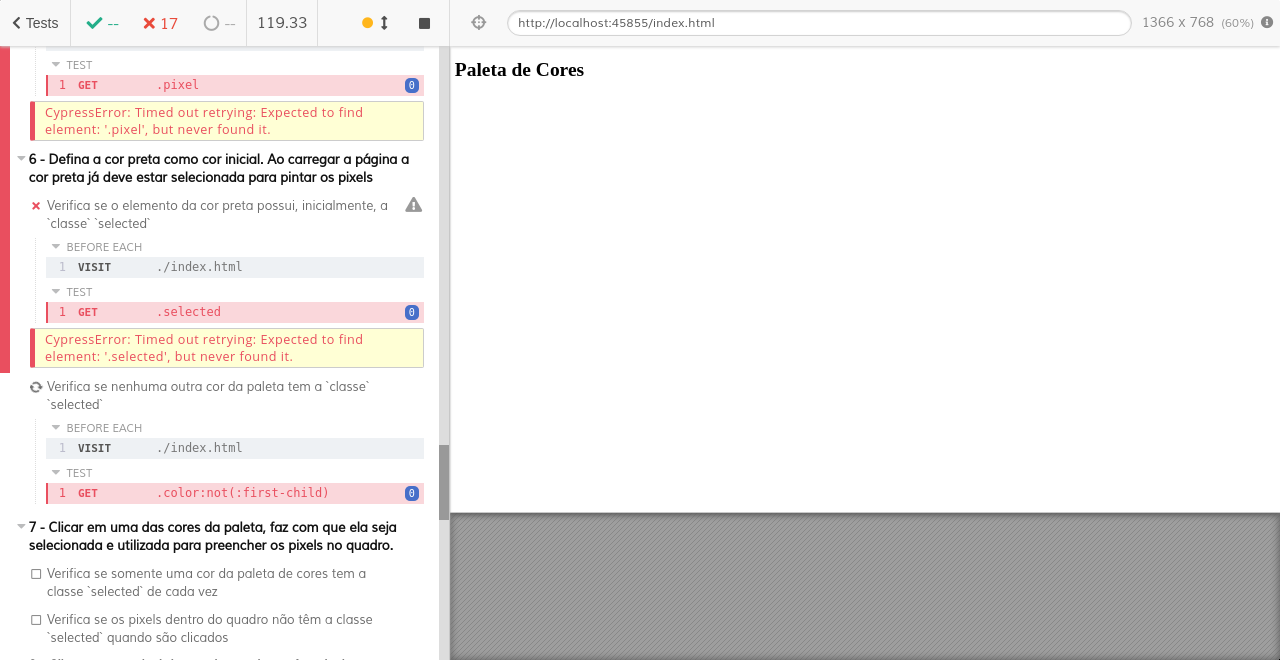 Tests
--
17
--
119.33
http://localhost:45855/index.html
1366 x 768 (60%)
TEST
1 GET .pixel 0
CypressError: Timed out retrying: Expected to find
element: '.pixel', but never found it.
6 - Defina a cor preta como cor inicial. Ao carregar a página a
cor preta já deve estar selecionada para pintar os pixels
Verifica se o elemento da cor preta possui, inicialmente, a
`classe` `selected`
BEFORE EACH
1 VISIT ./index.html
TEST
1 GET .selected 0
CypressError: Timed out retrying: Expected to find
element: '.selected', but never found it.
Verifica se nenhuma outra cor da paleta tem a `classe`
`selected`
BEFORE EACH
1 VISIT ./index.html
TEST
1 GET .color:not(:first-child) 0
7 - Clicar em uma das cores da paleta, faz com que ela seja
selecionada e utilizada para preencher os pixels no quadro.
Verifica se somente uma cor da paleta de cores tem a
classe `selected` de cada vez
Verifica se os pixels dentro do quadro não têm a classe
`selected` quando são clicados
Paleta de Cores